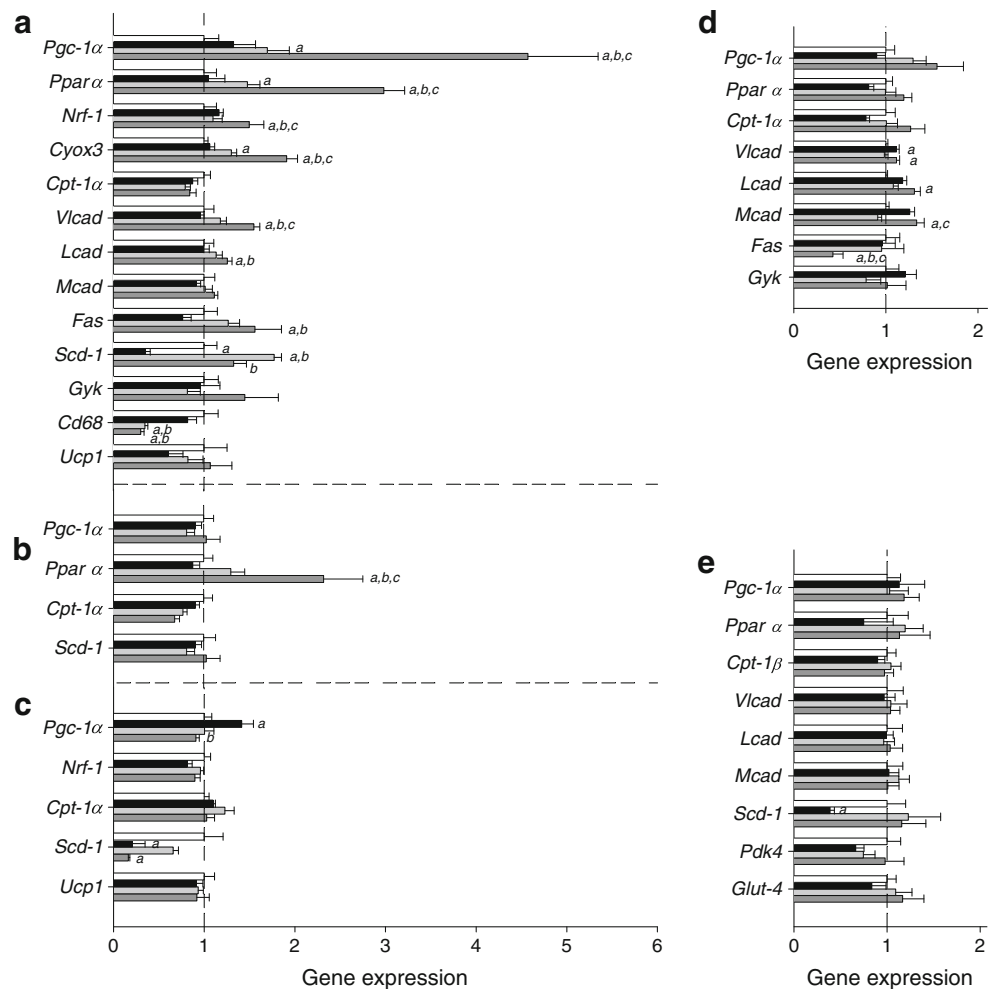 a
Pgc-1α
a
a,b,c
Ppar α
a
a,b,c
Nrf-1
a,b,c
Cyox3
a
a,b,c
Cpt-1α
Vlcad
a,b,c
Lcad
a,b
Mcad
Fas
a,b
Scd-1
a
a,b
b
Gyk
Cd68
a,b
a,b
Ucp1
b
Pgc-1α
Ppar α
a,b,c
Cpt-1α
Scd-1
c
Pgc-1α
a
b
Nrf-1
Cpt-1α
Scd-1
a
a
Ucp1
0 1 2 3 4 5 6
Gene expression
d
Pgc-1α
Ppar α
Cpt-1α
Vlcad
a
a
Lcad
a
Mcad
a,c
Fas
a,b,c
Gyk
0 1 2
Gene expression
e
Pgc-1α
Ppar α
Cpt-1β
Vlcad
Lcad
Mcad
Scd-1
a
Pdk4
Glut-4
0 1 2
Gene expression